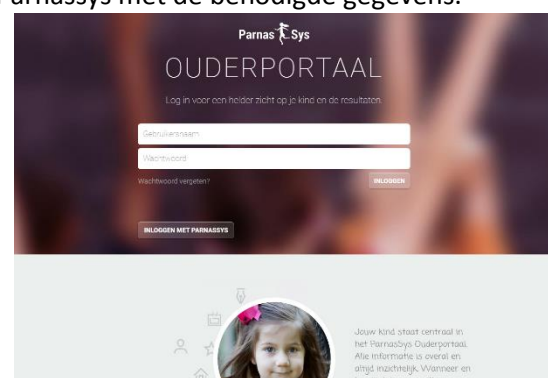 Parnassys met de benodigde gegevens.
Parnas Sys
OUDERPORTAAL
Log in voor een helder zicht op je kind en de resultaten
Gebruikersnaam
Wachtwoord
Wachtwoord vergeten?
INLOGGEN
INLOGGEN MET PARNASSYS
Jouw kind staat centraal in
het ParnasSys Ouderportaal.
Alle informatie is overal en
altijd inzichtelijk. Wanneer en